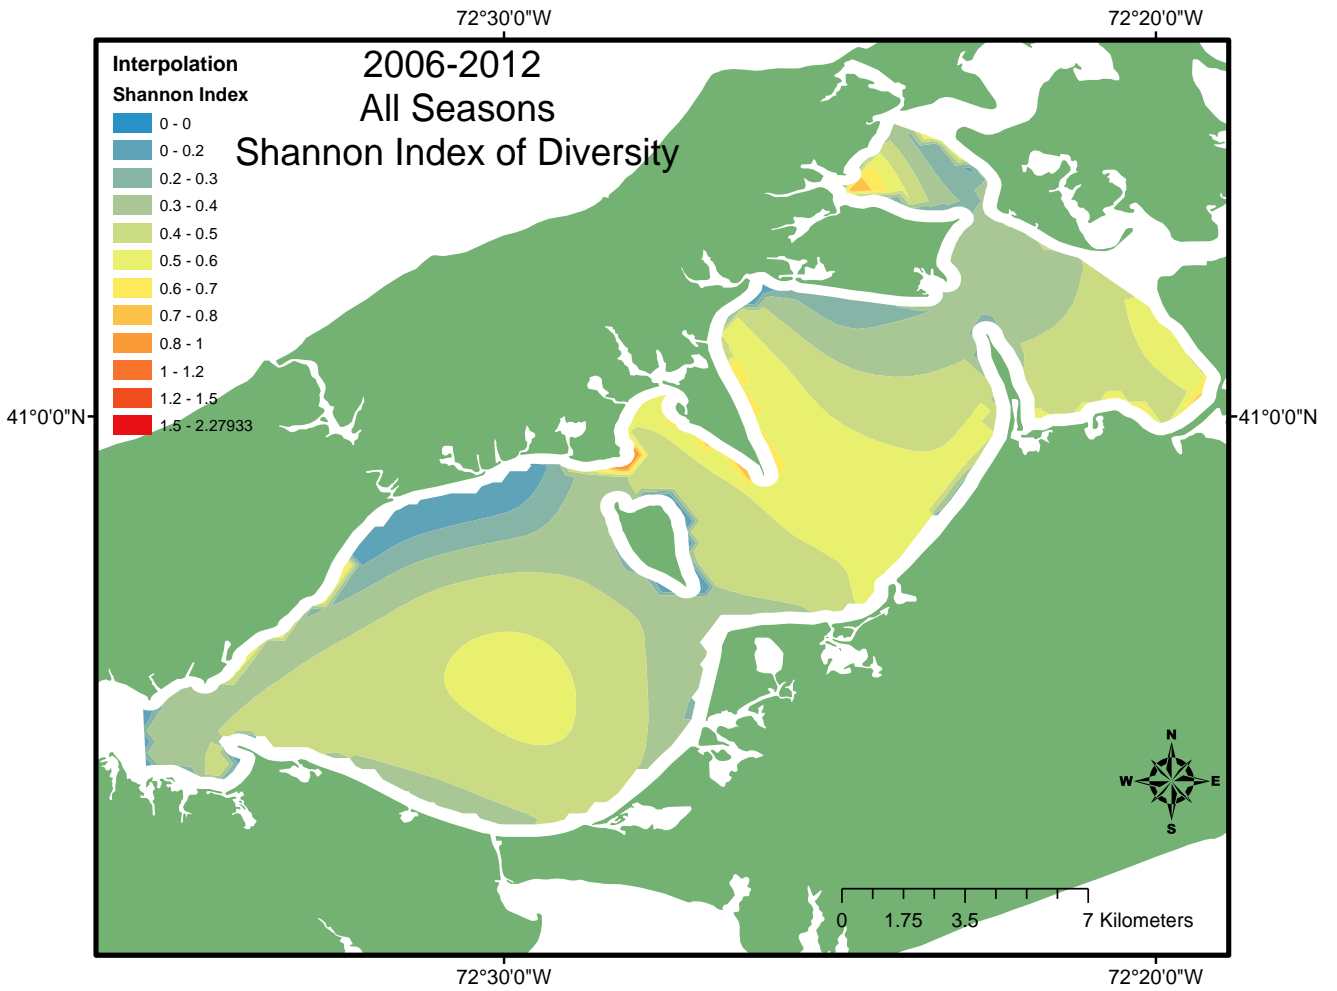 72°30'0"W
72°20'0"W
Interpolation
Shannon Index
0 - 0
0 - 0.2
0.2 - 0.3
0.3 - 0.4
0.4 - 0.5
0.5 - 0.6
0.6 - 0.7
0.7 - 0.8
0.8 - 1
1 - 1.2
1.2 - 1.5
1.5 - 2.27933
2006-2012
All Seasons
Shannon Index of Diversity
41°0'0"N
41°0'0"N
N
W
E
S
0
1.75
3.5
7 Kilometers
72°30'0"W
72°20'0"W